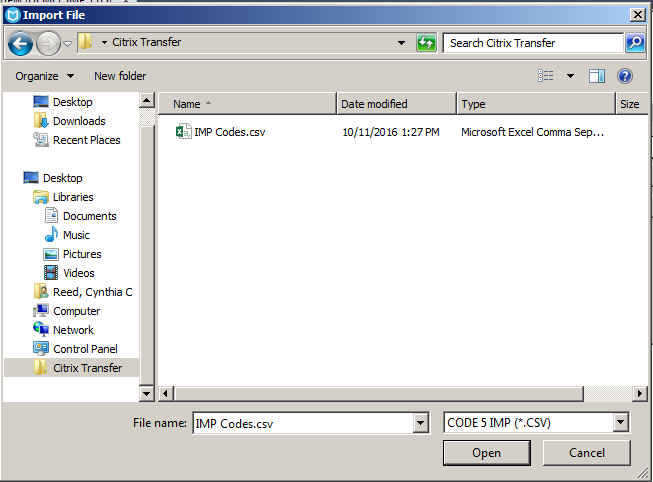 Import File
Citrix Transfer
Search Citrix Transfer
Organize
New folder
Name
Date modified
Type
Size
Desktop
Downloads
Recent Places
Desktop
Libraries
Documents
Music
Pictures
Videos
Reed, Cynthia C
Computer
Network
Control Panel
Citrix Transfer
IMP Codes.csv
10/11/2016 1:27 PM
Microsoft Excel Comma Sep...
File name:
IMP Codes.csv
CODE 5 IMP (*.CSV)
Open
Cancel